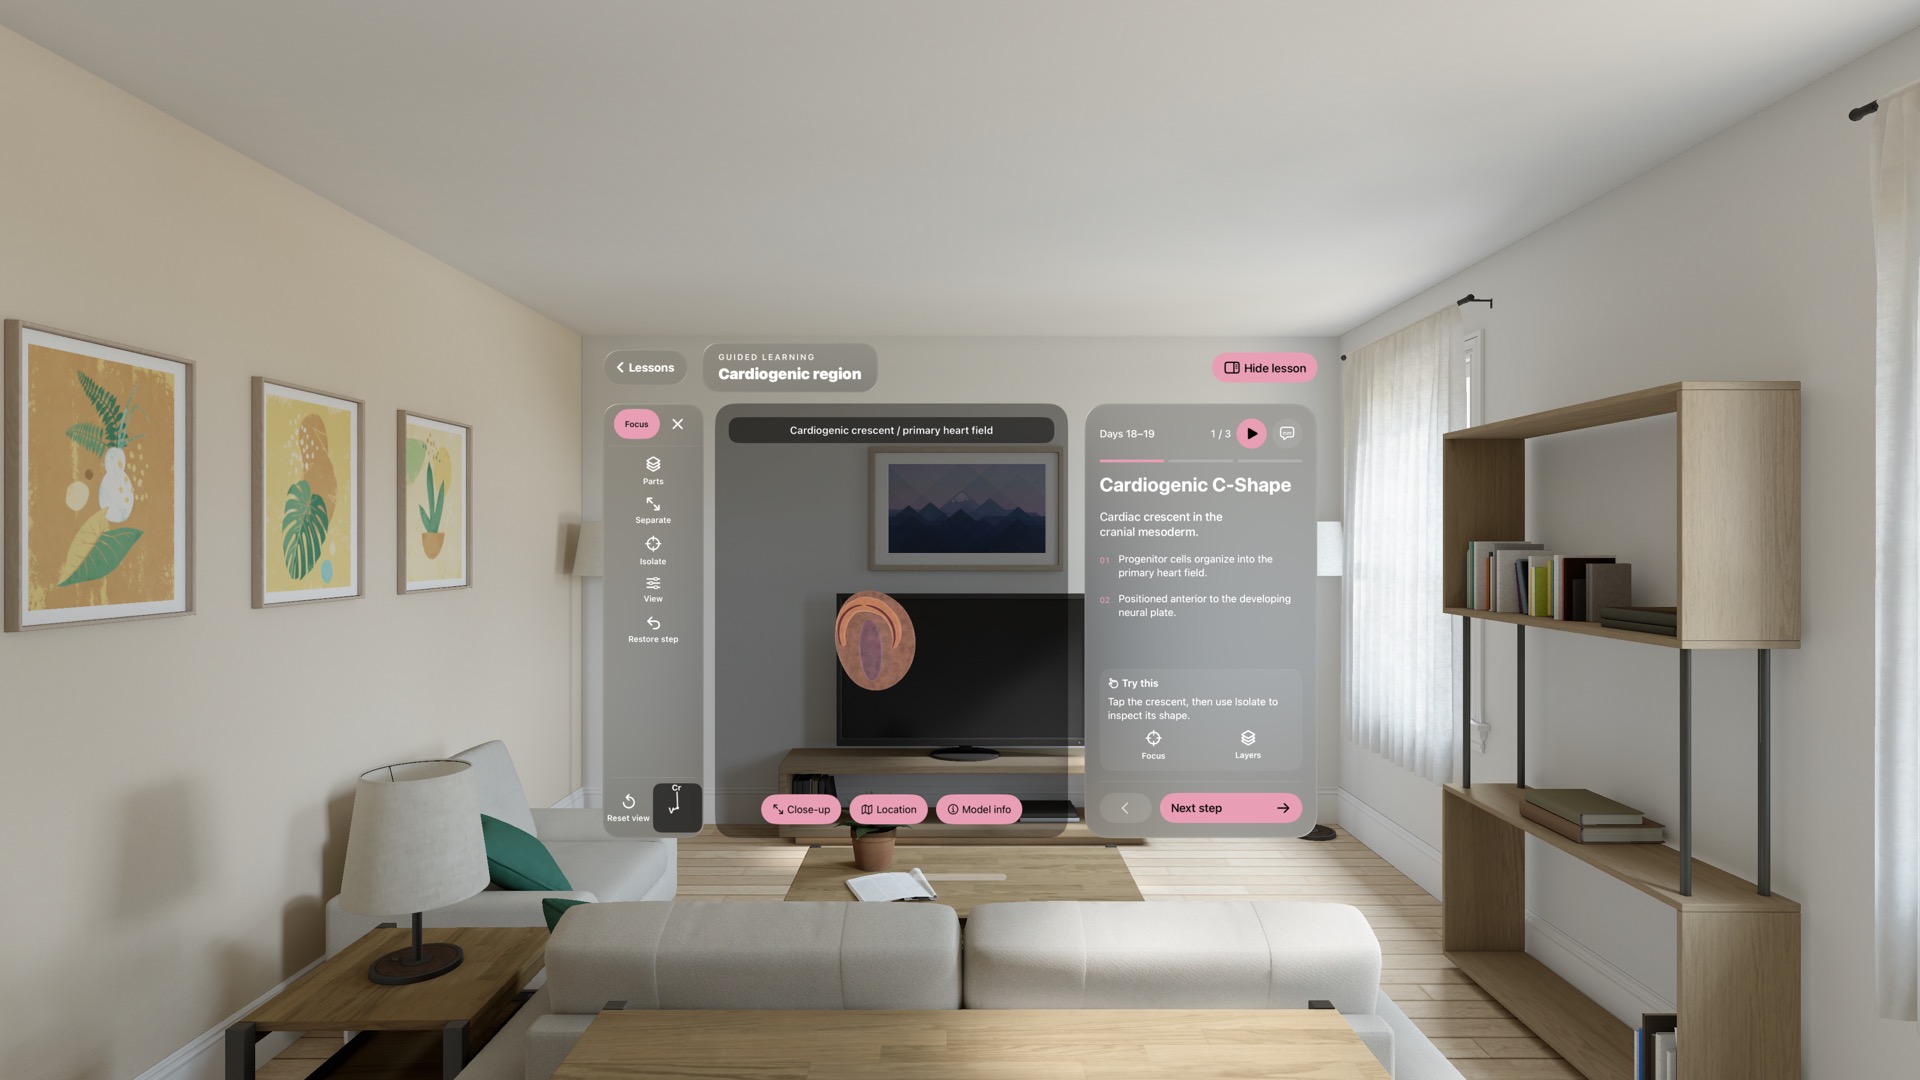 Lessons
GUIDED LEARNING
Cardiogenic region
Hide lesson
Focus
Parts
Separate
Isolate
View
Restore step
Reset view
Cr
V
Cardiogenic crescent / primary heart field
Close-up
Location
Model info
Days 18–19
1 / 3
Cardiogenic C-Shape
Cardiac crescent in the
cranial mesoderm.
01 Progenitor cells organize into the
primary heart field.
02 Positioned anterior to the developing
neural plate.
Try this
Tap the crescent, then use Isolate to
inspect its shape.
Focus
Layers
Next step